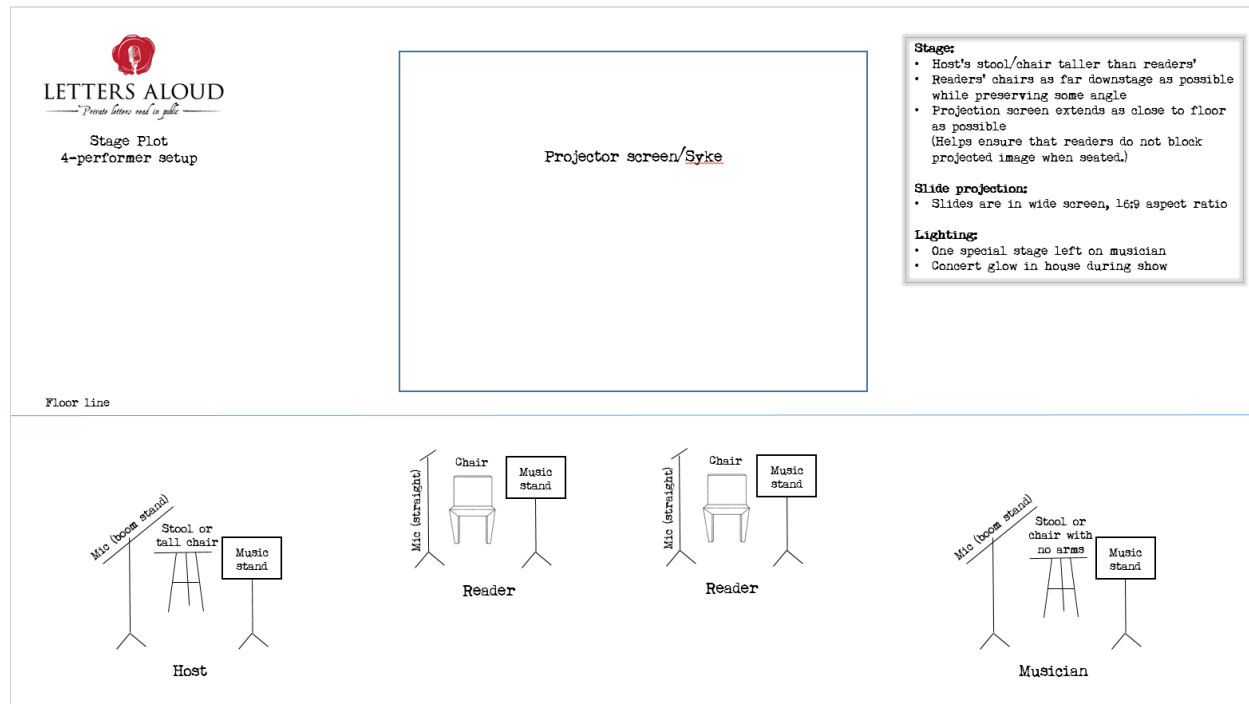 LETTERS ALOUD
Private letters read in public
Stage Plot
4-performer setup
Projector screen/Syke
Stage:
• Host's stool/chair taller than readers'
• Readers' chairs as far downstage as possible
while preserving some angle
• Projection screen extends as close to floor
as possible
(Helps ensure that readers do not block
projected image when seated.)
Slide projection:
• Slides are in wide screen, 16:9 aspect ratio
Lighting:
• One special stage left on musician
• Concert glow in house during show
Floor line
Mic (boom stand)
Stool or
tall chair
Music
stand
Host
Mic (straight)
Chair
Music
stand
Reader
Mic (straight)
Chair
Music
stand
Reader
Mic (boom stand)
Stool or
chair with
no arms
Music
stand
Musician